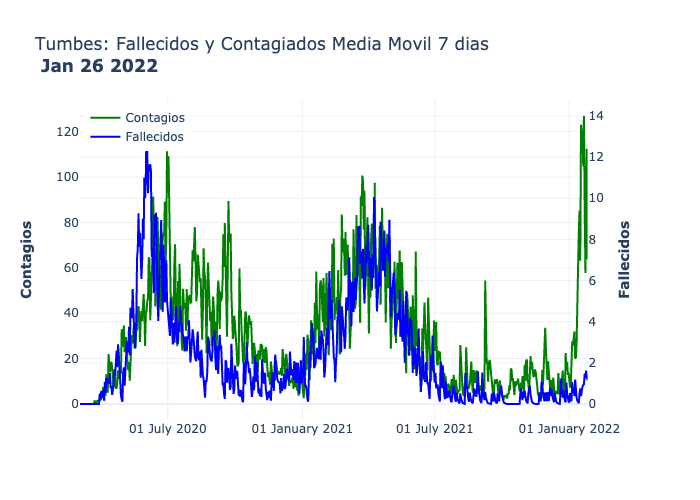 Tumbes: Fallecidos y Contagiados Media Movil 7 dias
Jan 26 2022
Contagios
Fallecidos
120
100
80
60
40
20
0
14
12
10
8
6
4
2
0
Contagios
Fallecidos
01 July 2020
01 January 2021
01 July 2021
01 January 2022